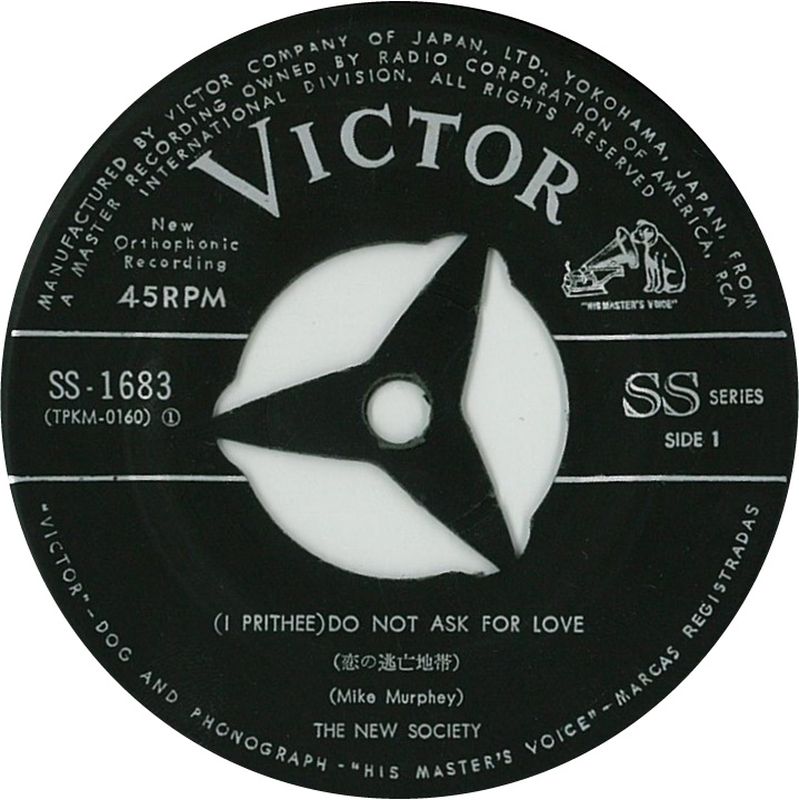 MANUFACTURED BY VICTOR COMPANY OF JAPAN, LTD., YOKOHAMA, JAPAN, FROM
A MASTER RECORDING OWNED BY RADIO CORPORATION OF AMERICA, RCA
INTERNATIONAL DIVISION. ALL RIGHTS RESERVED
VICTOR
New
Orthophonic
Recording
45RPM
"HIS MASTER'S VOICE"
SS-1683
(TPKM-0160) ①
SS SERIES
SIDE 1
(I PRITHEE)DO NOT ASK FOR LOVE
(恋の逃亡地帯)
(Mike Murphey)
THE NEW SOCIETY
"VICTOR"-DOG AND PHONOGRAPH-"HIS MASTER'S VOICE"-MARCAS REGISTRADAS